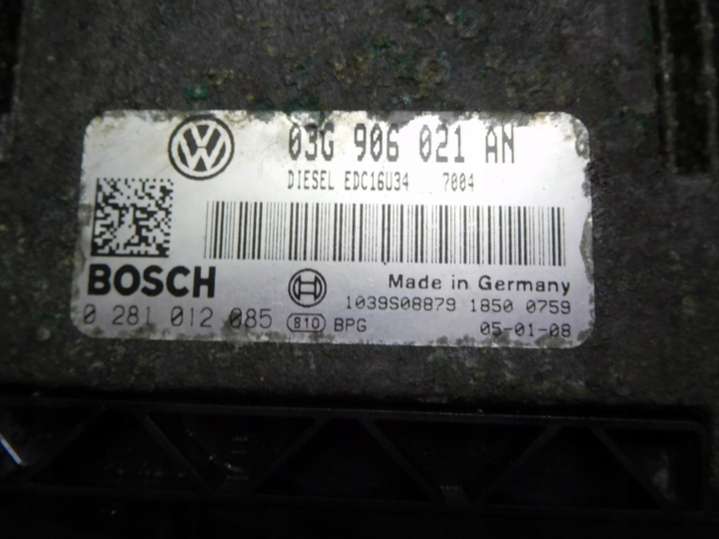 03G 906 021 AN
DIESEL EDC16U34 7004
BOSCH
Made in Germany
0 281 012 085
1039S08879 1850 0759
B10 BPG
05-01-08